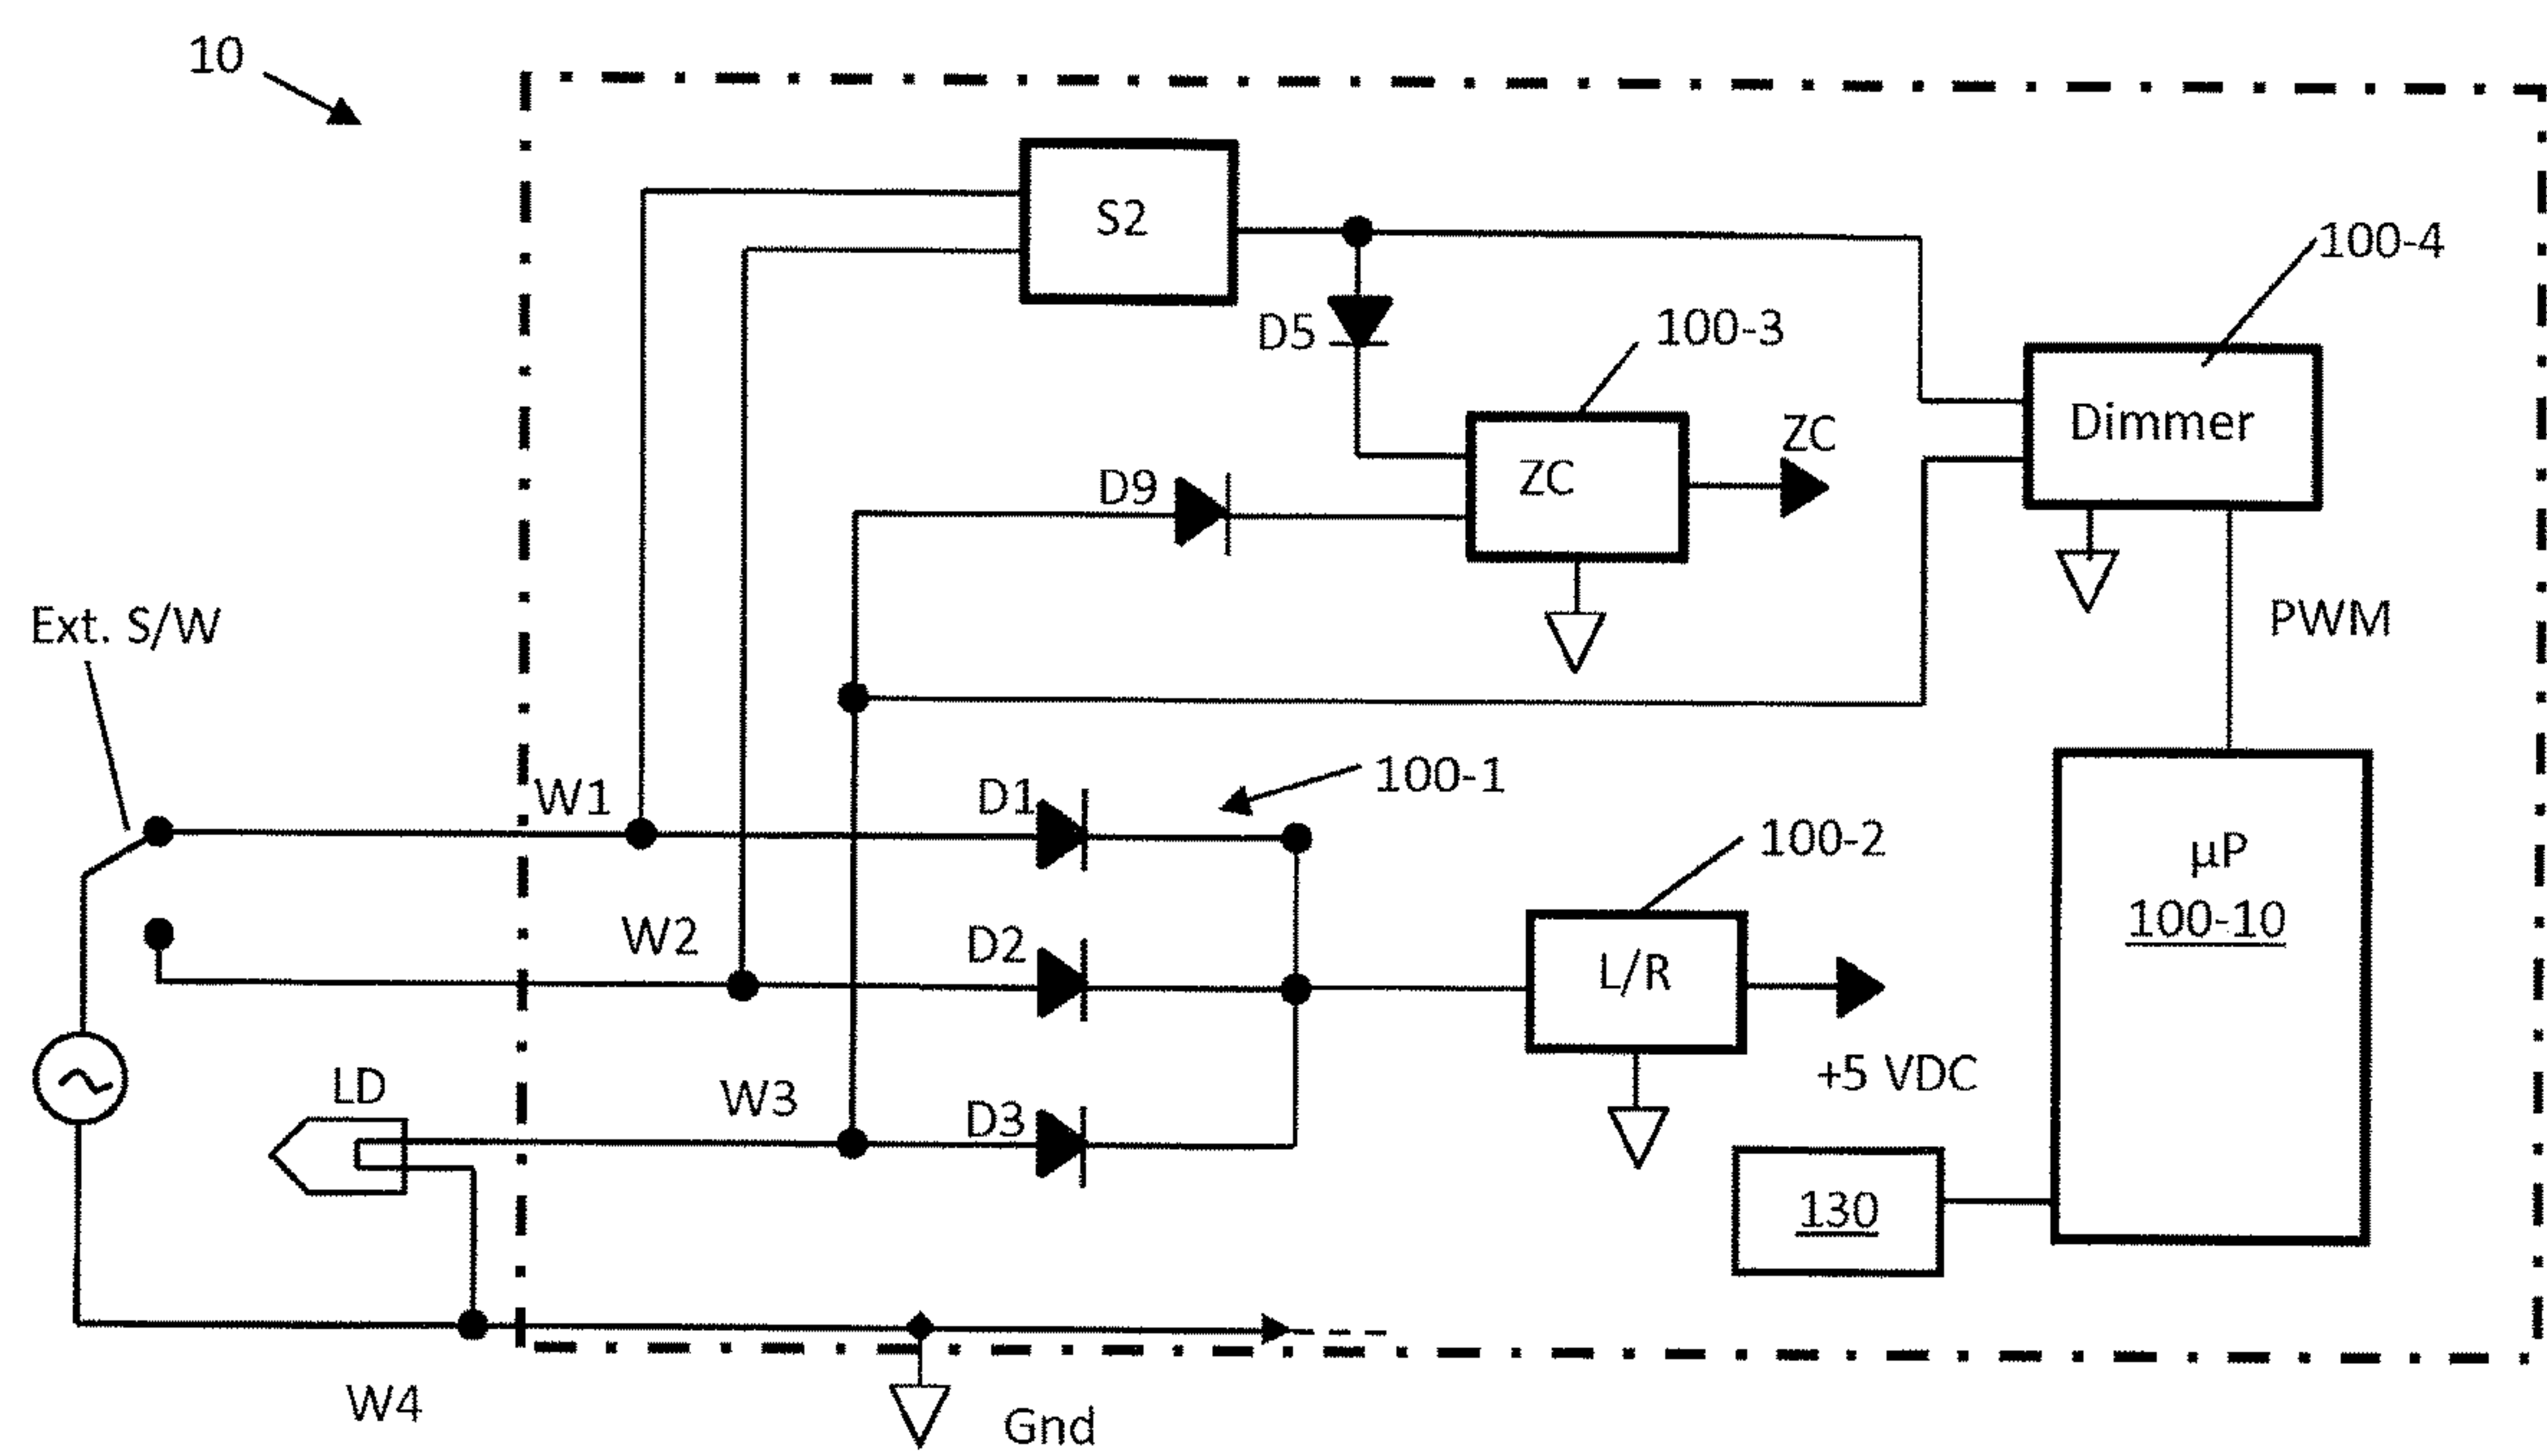 10
S2
100-4
D5
100-3
Dimmer
ZC
D9
ZC
Ext. S/W
PWM
W1
D1
100-1
100-2
µP
100-10
W2
D2
L/R
+5 VDC
LD
W3
D3
130
W4
Gnd